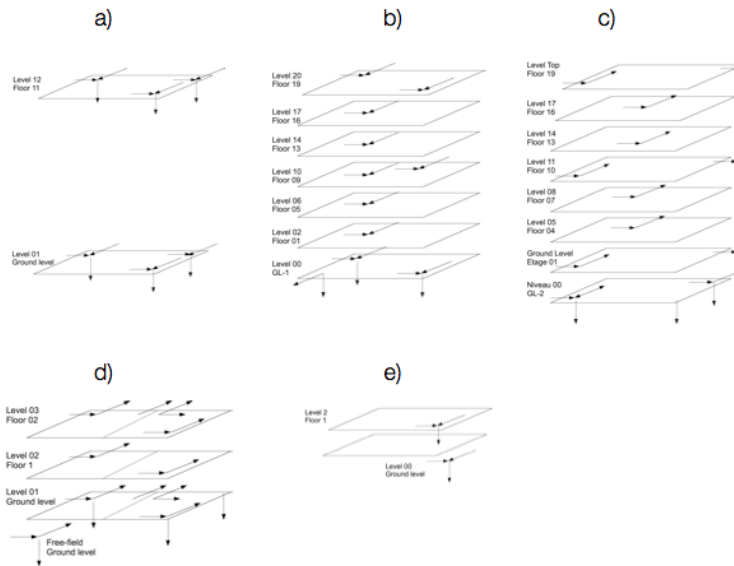 a)
b)
c)
Level 12
Floor 11
Level 01
Ground level
Level 20
Floor 19
Level 17
Floor 16
Level 14
Floor 13
Level 10
Floor 09
Level 06
Floor 05
Level 02
Floor 01
Level 00
GL-1
Level Top
Floor 19
Level 17
Floor 16
Level 14
Floor 13
Level 11
Floor 10
Level 08
Floor 07
Level 05
Floor 04
Ground Level
Etage 01
Niveau 00
GL-2
d)
e)
Level 03
Floor 02
Level 02
Floor 1
Level 01
Ground level
Free-field
Ground level
Level 2
Floor 1
Level 00
Ground level